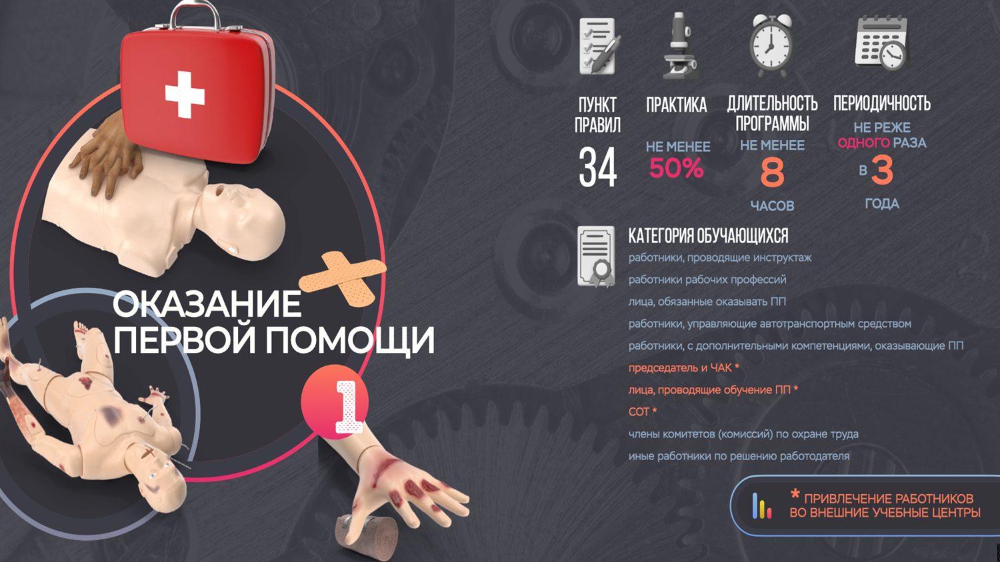 ОКАЗАНИЕ
ПЕРВОЙ ПОМОЩИ
1
ПУНКТ
ПРАВИЛ
34
ПРАКТИКА
НЕ МЕНЕЕ
50%
ДЛИТЕЛЬНОСТЬ
ПРОГРАММЫ
НЕ МЕНЕЕ
8
ЧАСОВ
ПЕРИОДИЧНОСТЬ
НЕ РЕЖЕ
ОДНОГО РАЗА
В 3
ГОДА
КАТЕГОРИЯ ОБУЧАЮЩИХСЯ
работники, проводящие инструктаж
работники рабочих профессий
лица, обязанные оказывать ПП
работники, управляющие автотранспортным средством
работники, с дополнительными компетенциями, оказывающие ПП
председатель и ЧАК *
лица, проводящие обучение ПП *
СОТ *
члены комитетов (комиссий) по охране труда
иные работники по решению работодателя
* ПРИВЛЕЧЕНИЕ РАБОТНИКОВ
ВО ВНЕШНИЕ УЧЕБНЫЕ ЦЕНТРЫ